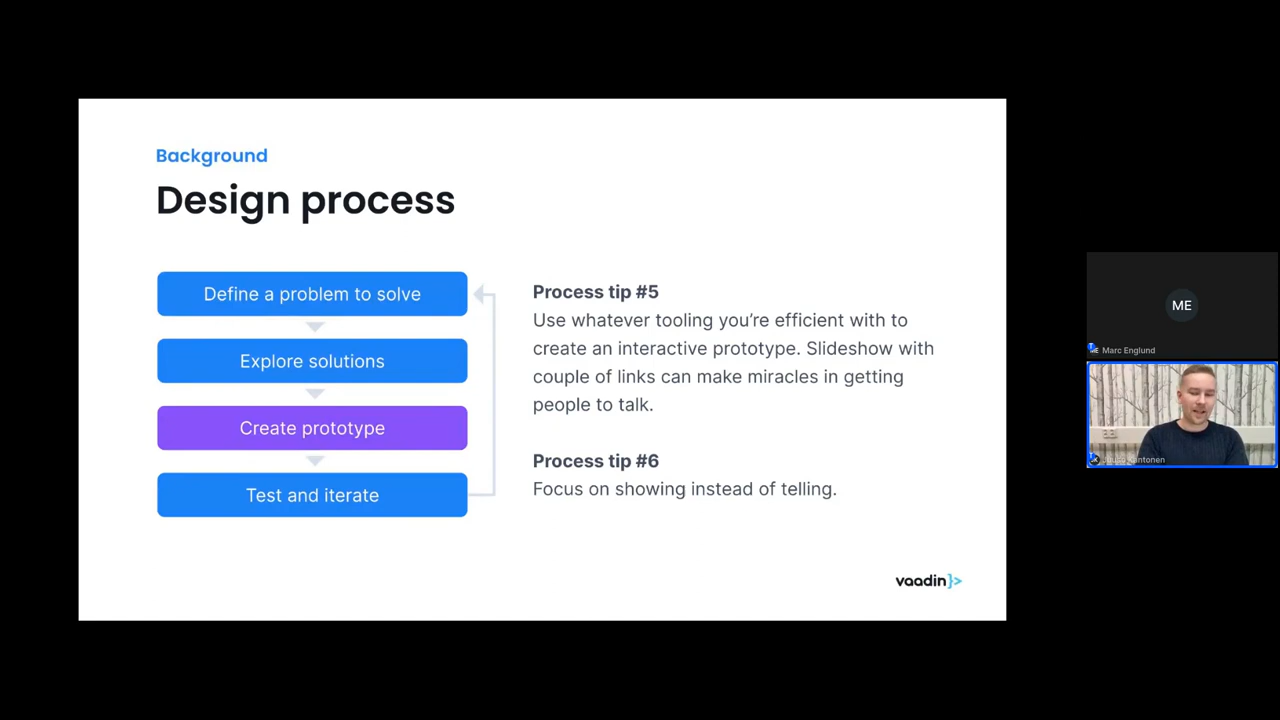 Background
Design process
Define a problem to solve
Explore solutions
Create prototype
Test and iterate
Process tip #5
Use whatever tooling you're efficient with to
create an interactive prototype. Slideshow with
couple of links can make miracles in getting
people to talk.
Process tip #6
Focus on showing instead of telling.
vaadin}>
ME
Marc Englund